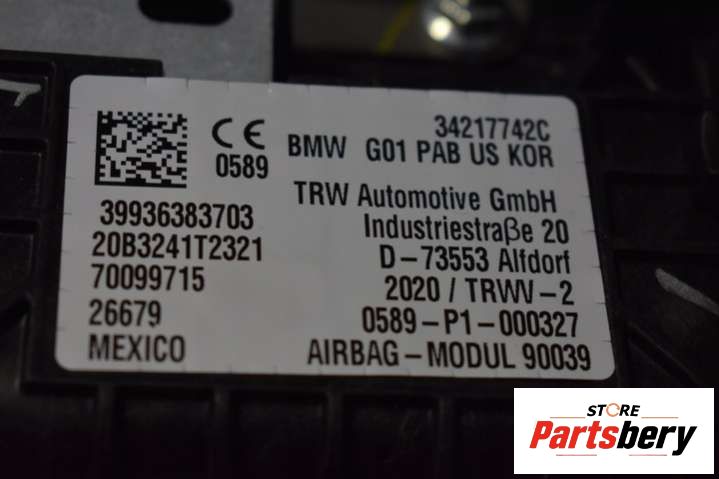 34217742C
CE
0589
BMW G01 PAB US KOR
TRW Automotive GmbH
Industriestraße 20
D-73553 Alfdorf
2020 / TRWV-2
0589-P1-000327
AIRBAG-MODUL 90039
39936383703
20B3241T2321
70099715
26679
MEXICO
STORE
Partsbery